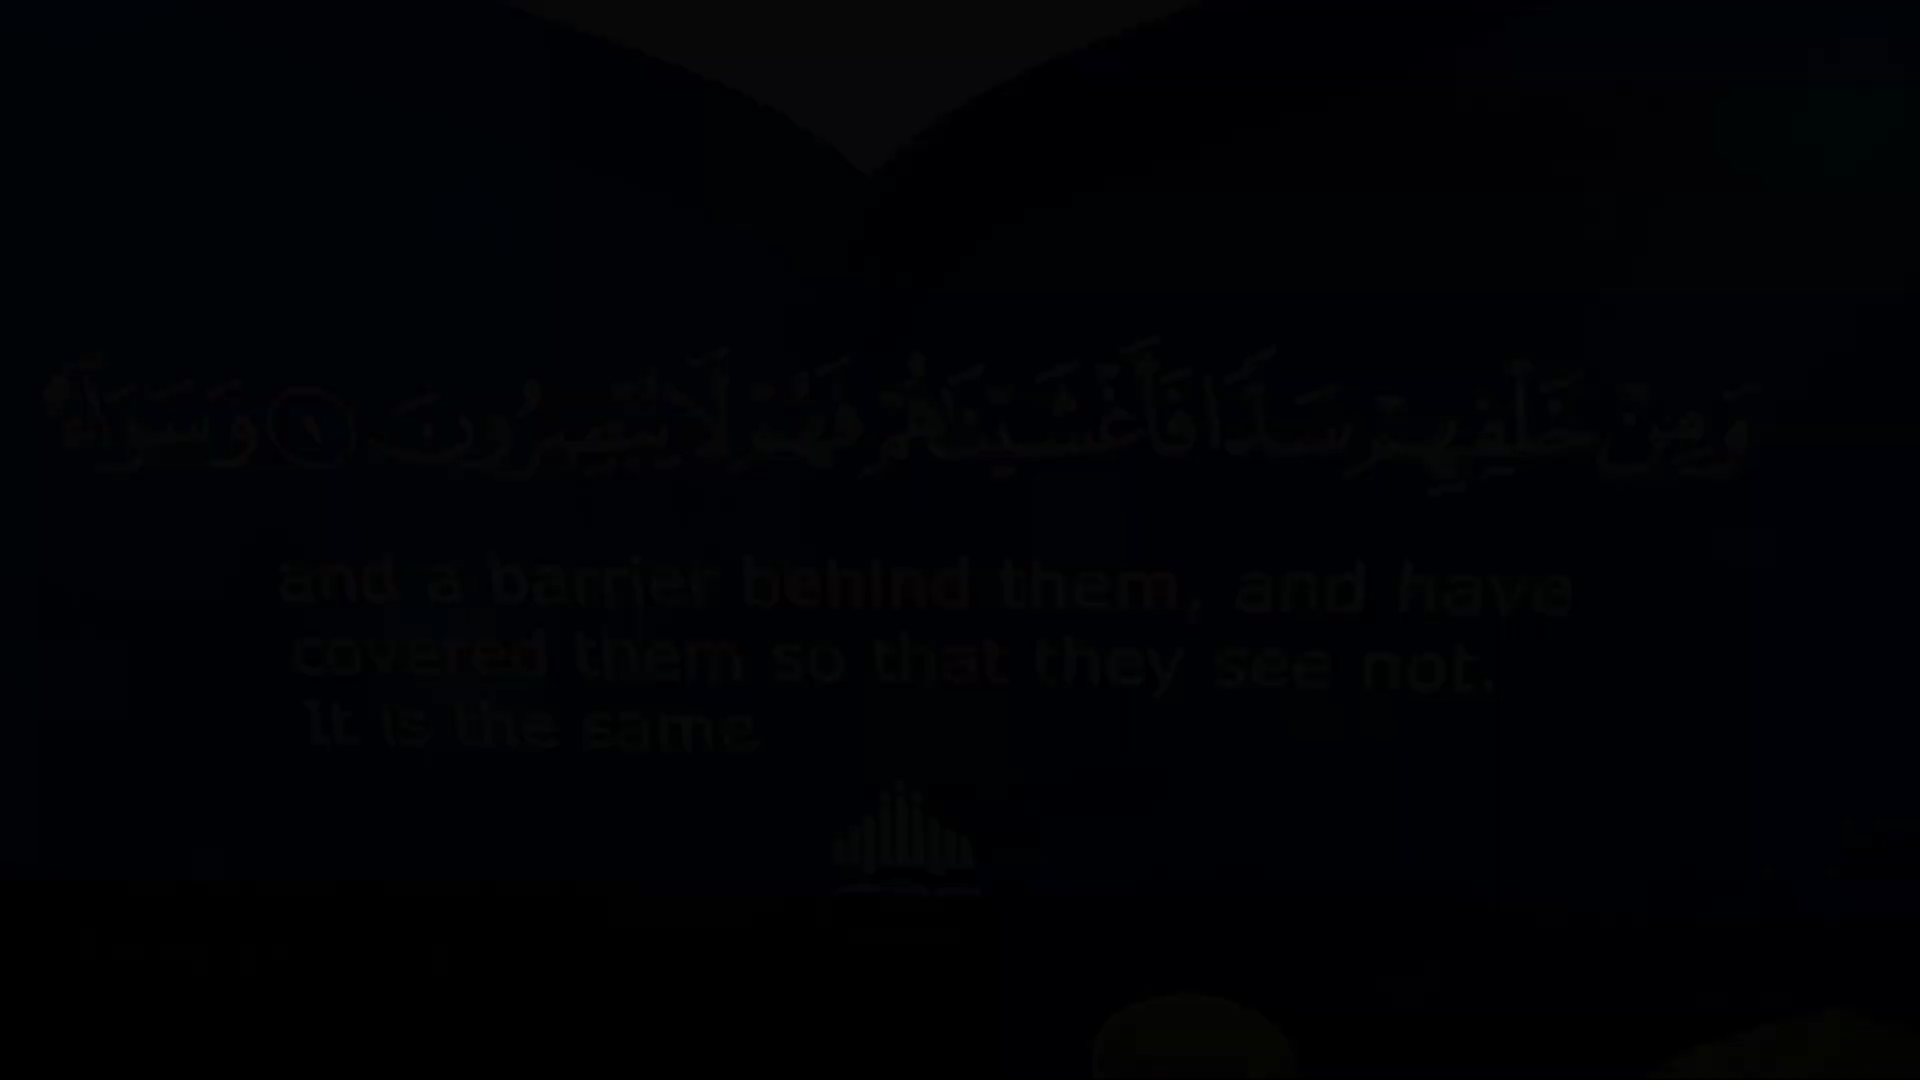 وَمِنْ خَلْفِهِمْ سَدًّا فَأَغْشَيْنَاهُمْ فَهُمْ لَا يُبْصِرُونَ ٩ وَسَوَآءٌ
and a barrier behind them, and have
covered them so that they see not.
It is the same